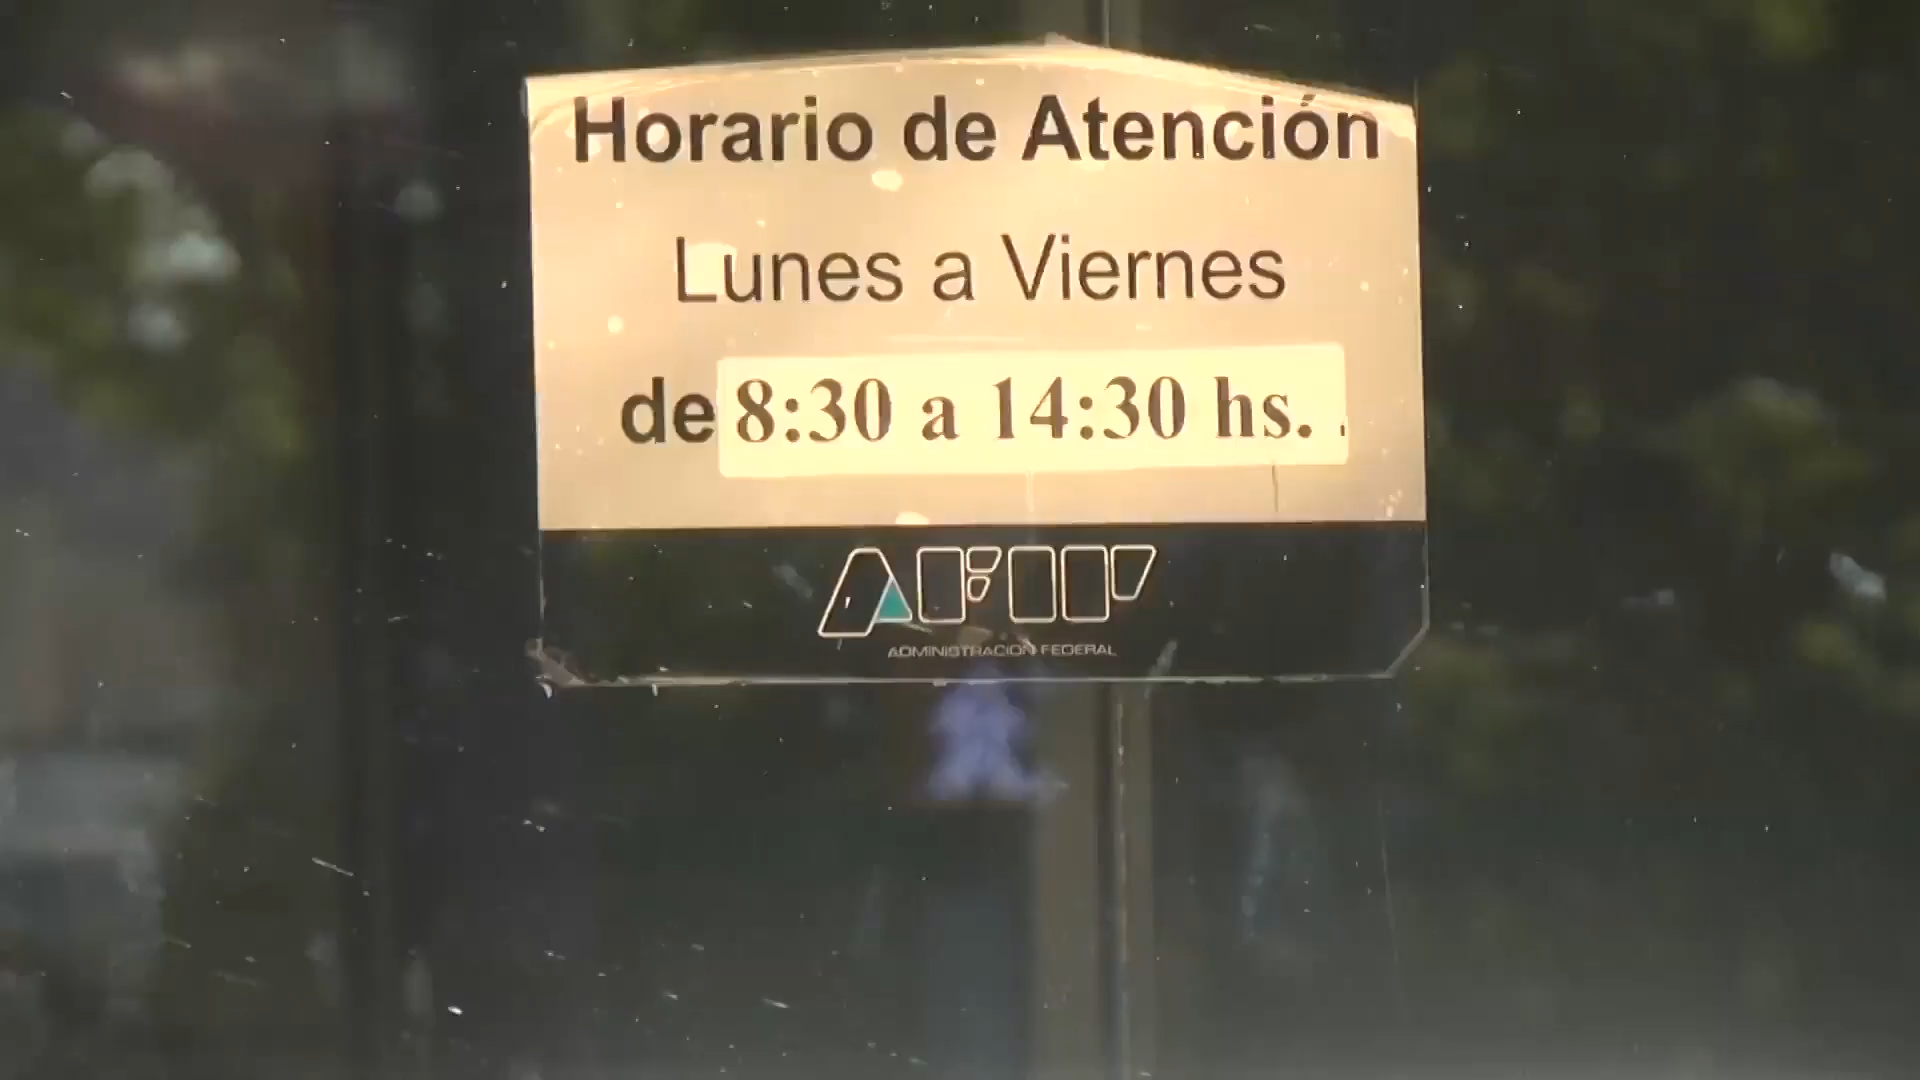 Horario de Atención
Lunes a Viernes
de 8:30 a 14:30 hs. .
AFIP
ADMINISTRACION FEDERAL